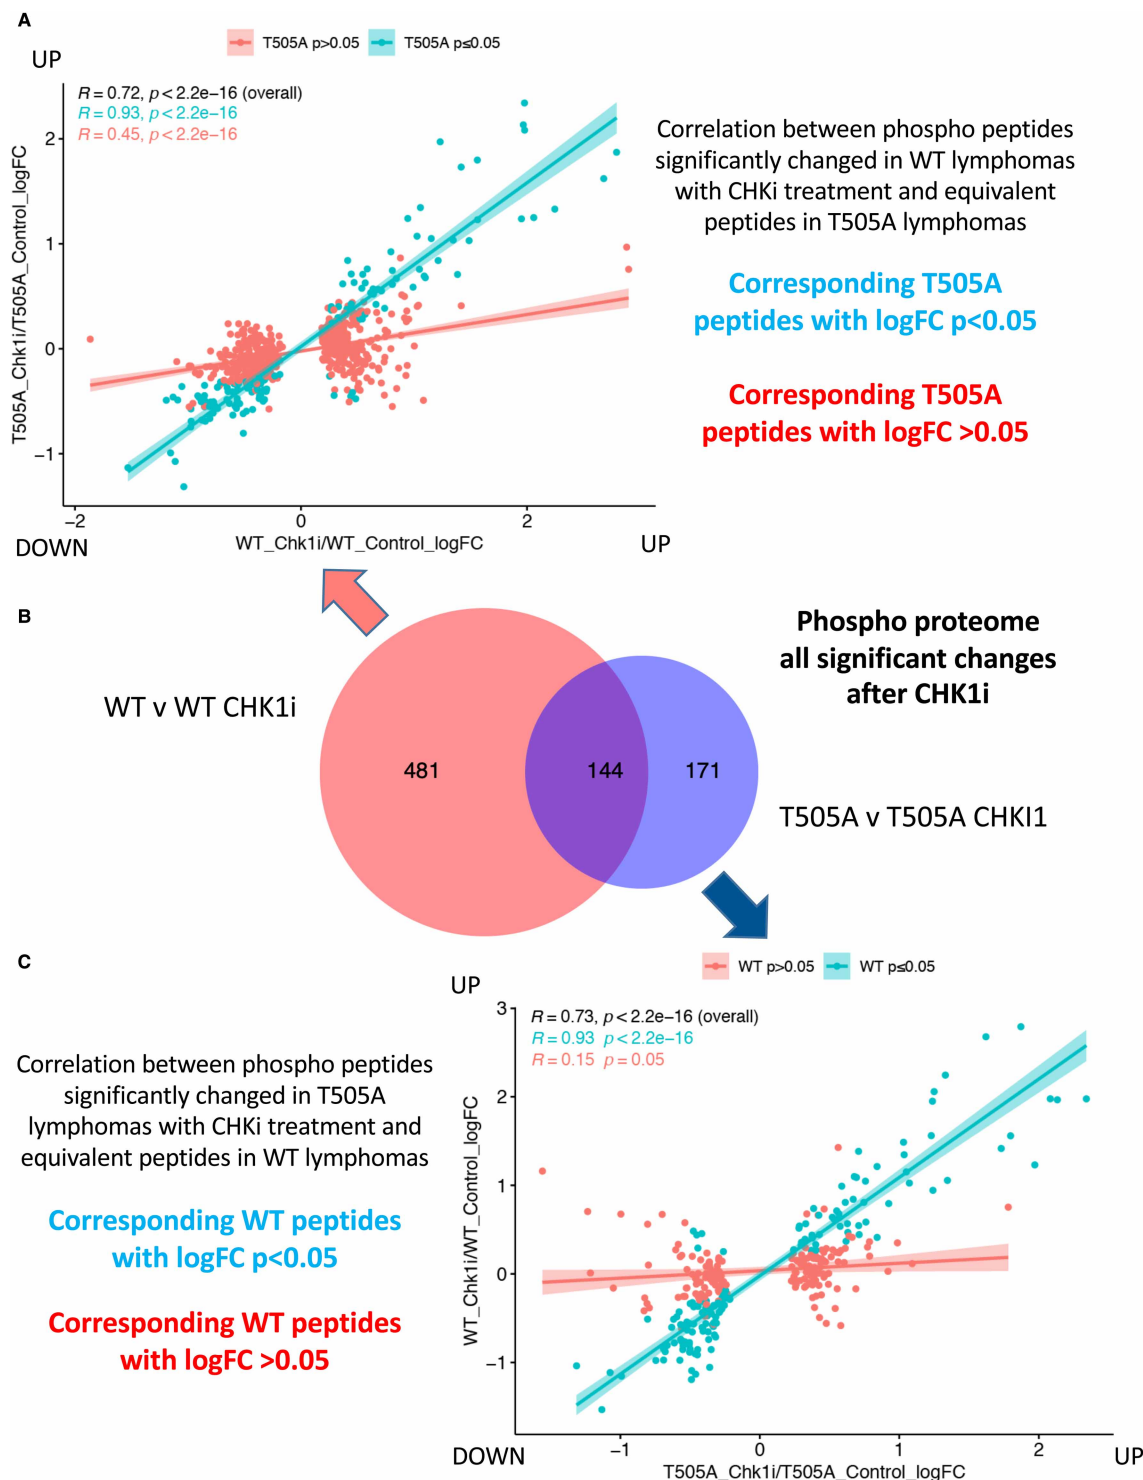 A
T505A p>0.05
T505A p≤0.05
UP
R = 0.72, p < 2.2e−16 (overall)
R = 0.93, p < 2.2e−16
R = 0.45, p < 2.2e−16
T505A_Chk1i/T505A_Control_logFC
2
1
0
−1
−2
0
2
DOWN
WT_Chk1i/WT_Control_logFC
UP
Correlation between phospho peptides
significantly changed in WT lymphomas
with CHKi treatment and equivalent
peptides in T505A lymphomas
Corresponding T505A
peptides with logFC p<0.05
Corresponding T505A
peptides with logFC >0.05
B
Phospho proteome
all significant changes
after CHK1i
WT v WT CHK1i
481
144
171
T505A v T505A CHKI1
C
WT p>0.05
WT p≤0.05
UP
R = 0.73, p < 2.2e−16 (overall)
R = 0.93 p < 2.2e−16
R = 0.15 p = 0.05
Correlation between phospho peptides
significantly changed in T505A
lymphomas with CHKi treatment and
equivalent peptides in WT lymphomas
Corresponding WT peptides
with logFC p<0.05
Corresponding WT peptides
with logFC >0.05
WT_Chk1i/WT_Control_logFC
3
2
1
0
−1
−1
0
1
2
DOWN
T505A_Chk1i/T505A_Control_logFC
UP